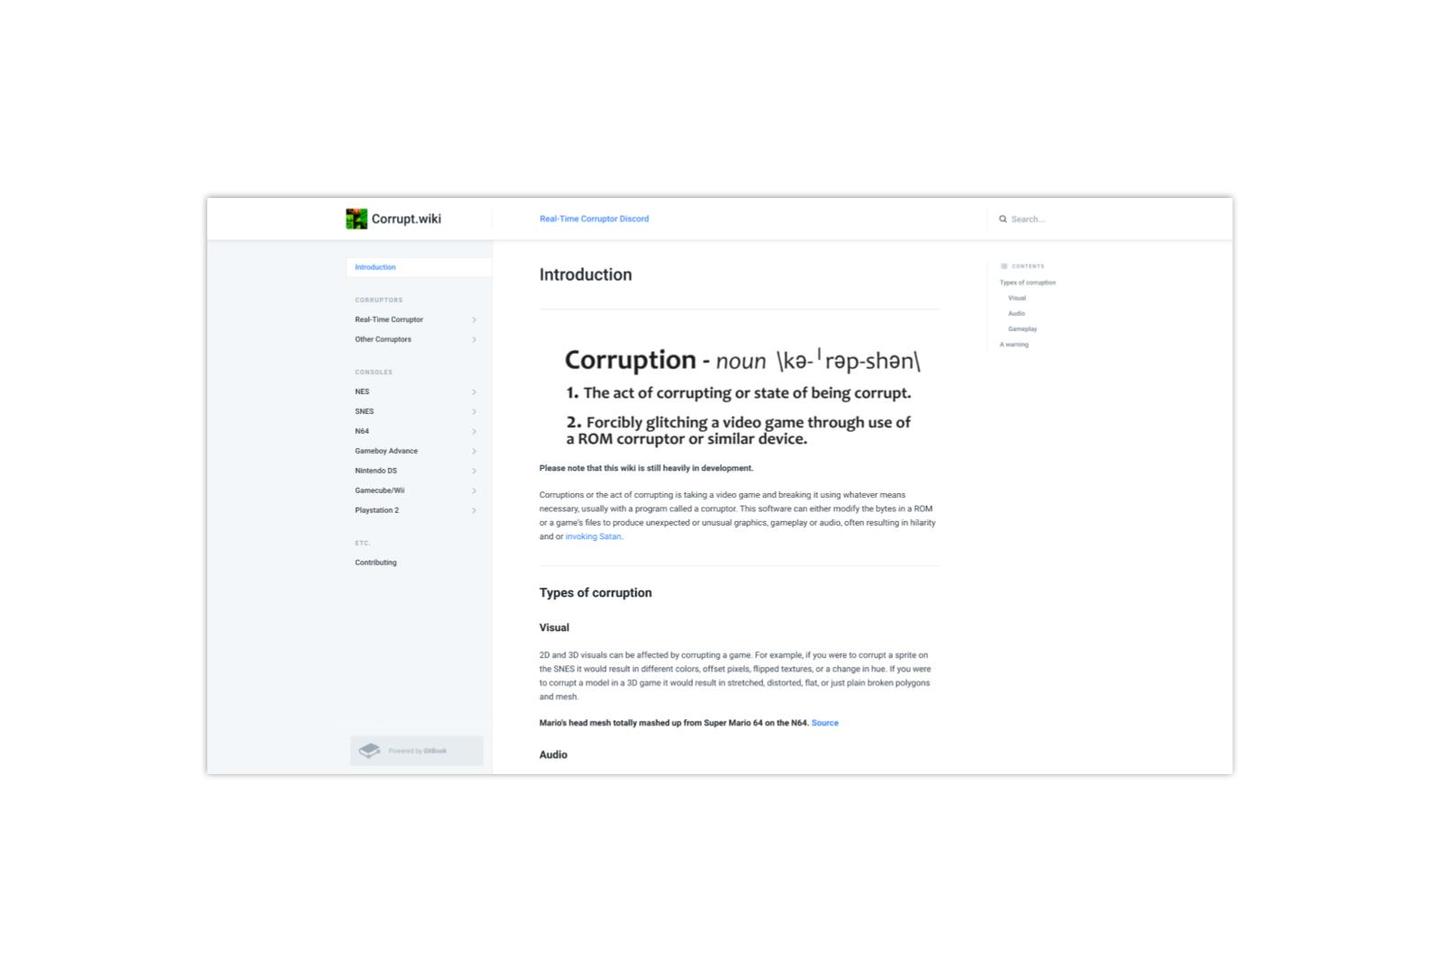 Corrupt.wiki
Real-Time Corruptor Discord
Search...
Introduction
CORRUPTORS
Real-Time Corruptor
Other Corruptors
CONSOLES
NES
SNES
N64
Gameboy Advance
Nintendo DS
Gamecube/Wii
Playstation 2
ETC.
Contributing
Powered by GitBook
Introduction
Corruption - noun \kə-ˈrəp-shən\
1. The act of corrupting or state of being corrupt.
2. Forcibly glitching a video game through use of
a ROM corruptor or similar device.
Please note that this wiki is still heavily in development.
Corruptions or the act of corrupting is taking a video game and breaking it using whatever means
necessary, usually with a program called a corruptor. This software can either modify the bytes in a ROM
or a game's files to produce unexpected or unusual graphics, gameplay or audio, often resulting in hilarity
and or invoking Satan.
Types of corruption
Visual
2D and 3D visuals can be affected by corrupting a game. For example, if you were to corrupt a sprite on
the SNES it would result in different colors, offset pixels, flipped textures, or a change in hue. If you were
to corrupt a model in a 3D game it would result in stretched, distorted, flat, or just plain broken polygons
and mesh.
Mario's head mesh totally mashed up from Super Mario 64 on the N64. Source
Audio
CONTENTS
Types of corruption
Visual
Audio
Gameplay
A warning